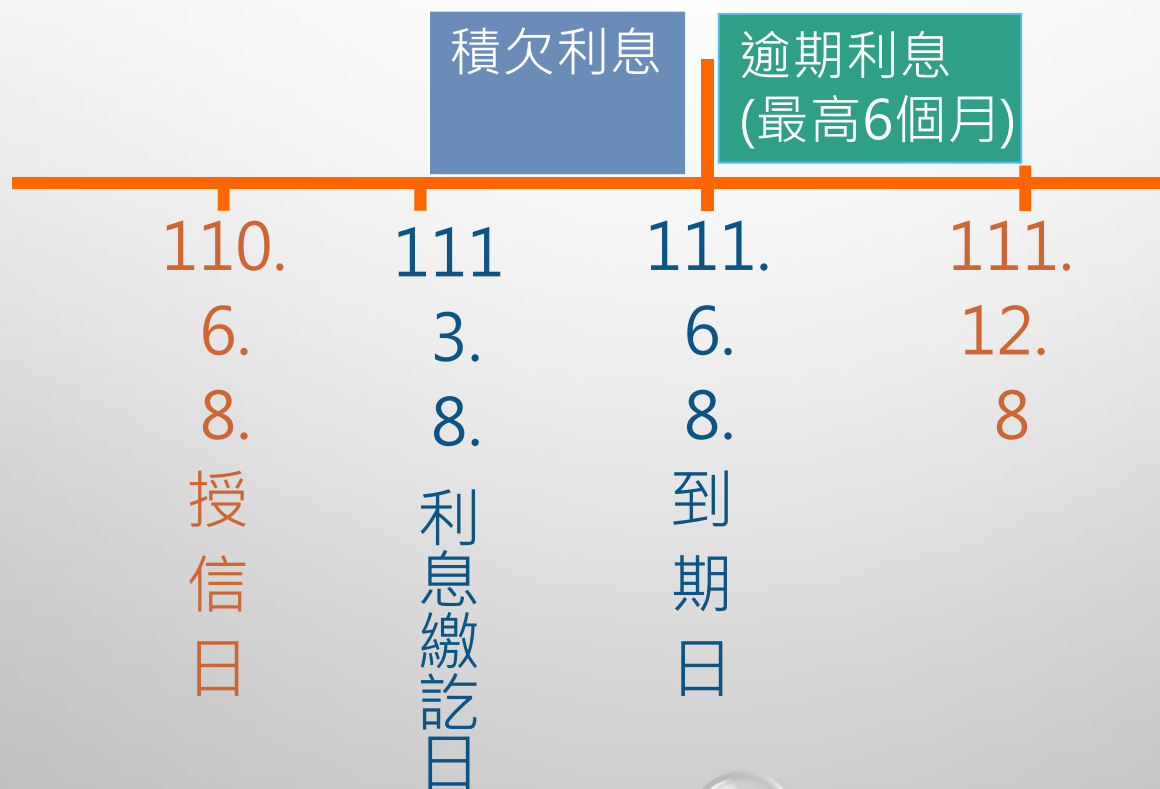 積欠利息
逾期利息
(最高6個月)
110.
6.
8.
授
信
日
111
3.
8.
利
息
繳
訖
日
111.
6.
8.
到
期
日
111.
12.
8